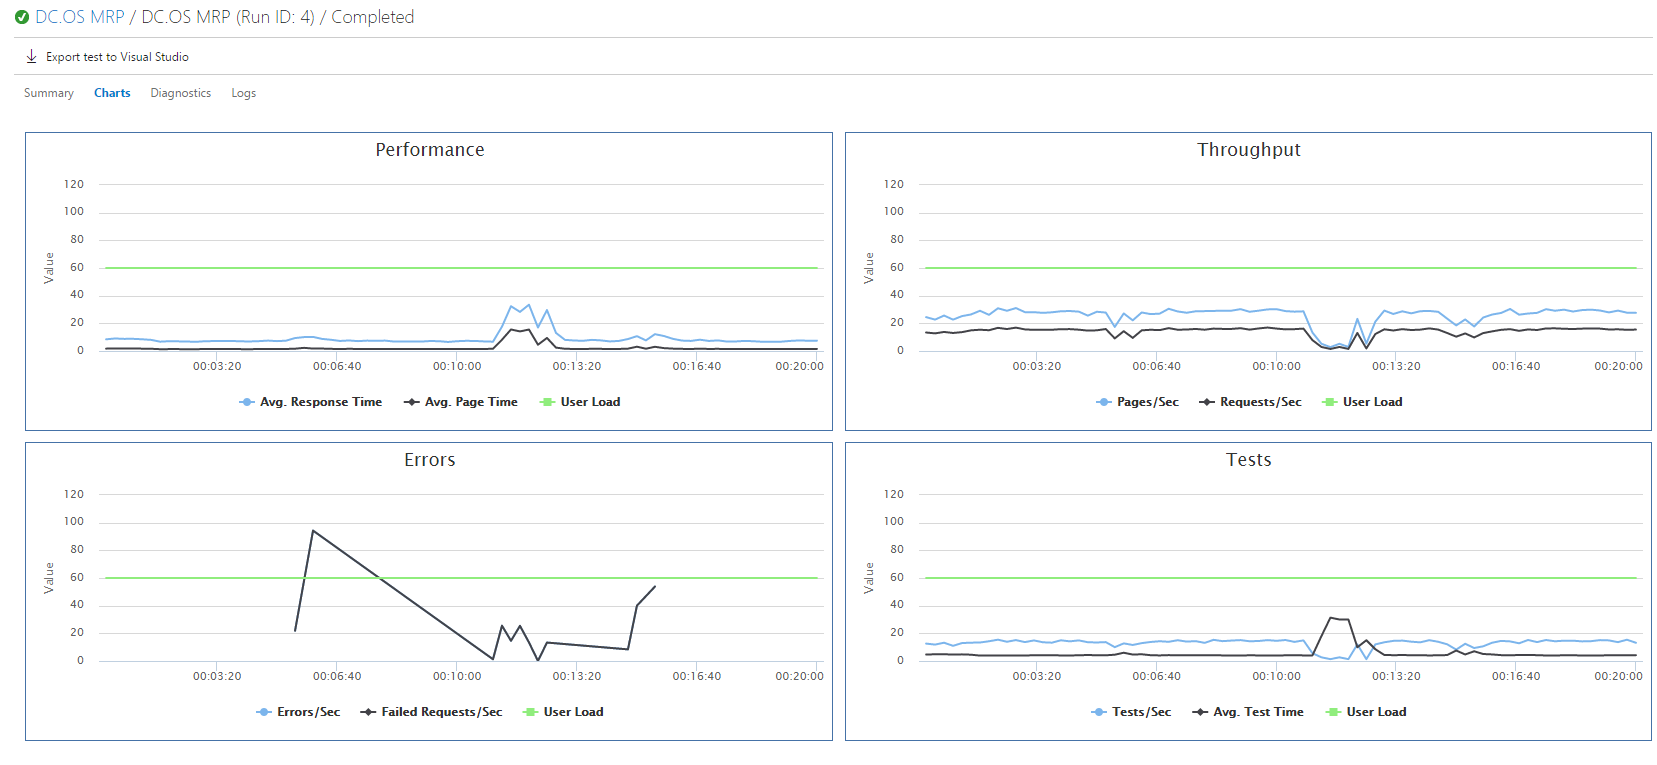 DC.OS MRP / DC.OS MRP (Run ID: 4) / Completed
Export test to Visual Studio
Summary Charts Diagnostics Logs
Performance
120
100
80
60
40
20
0
Value
00:03:20 00:06:40 00:10:00 00:13:20 00:16:40 00:20:00
Avg. Response Time Avg. Page Time User Load
Throughput
120
100
80
60
40
20
0
Value
00:03:20 00:06:40 00:10:00 00:13:20 00:16:40 00:20:00
Pages/Sec Requests/Sec User Load
Errors
120
100
80
60
40
20
0
Value
00:03:20 00:06:40 00:10:00 00:13:20 00:16:40 00:20:00
Errors/Sec Failed Requests/Sec User Load
Tests
120
100
80
60
40
20
0
Value
00:03:20 00:06:40 00:10:00 00:13:20 00:16:40 00:20:00
Tests/Sec Avg. Test Time User Load